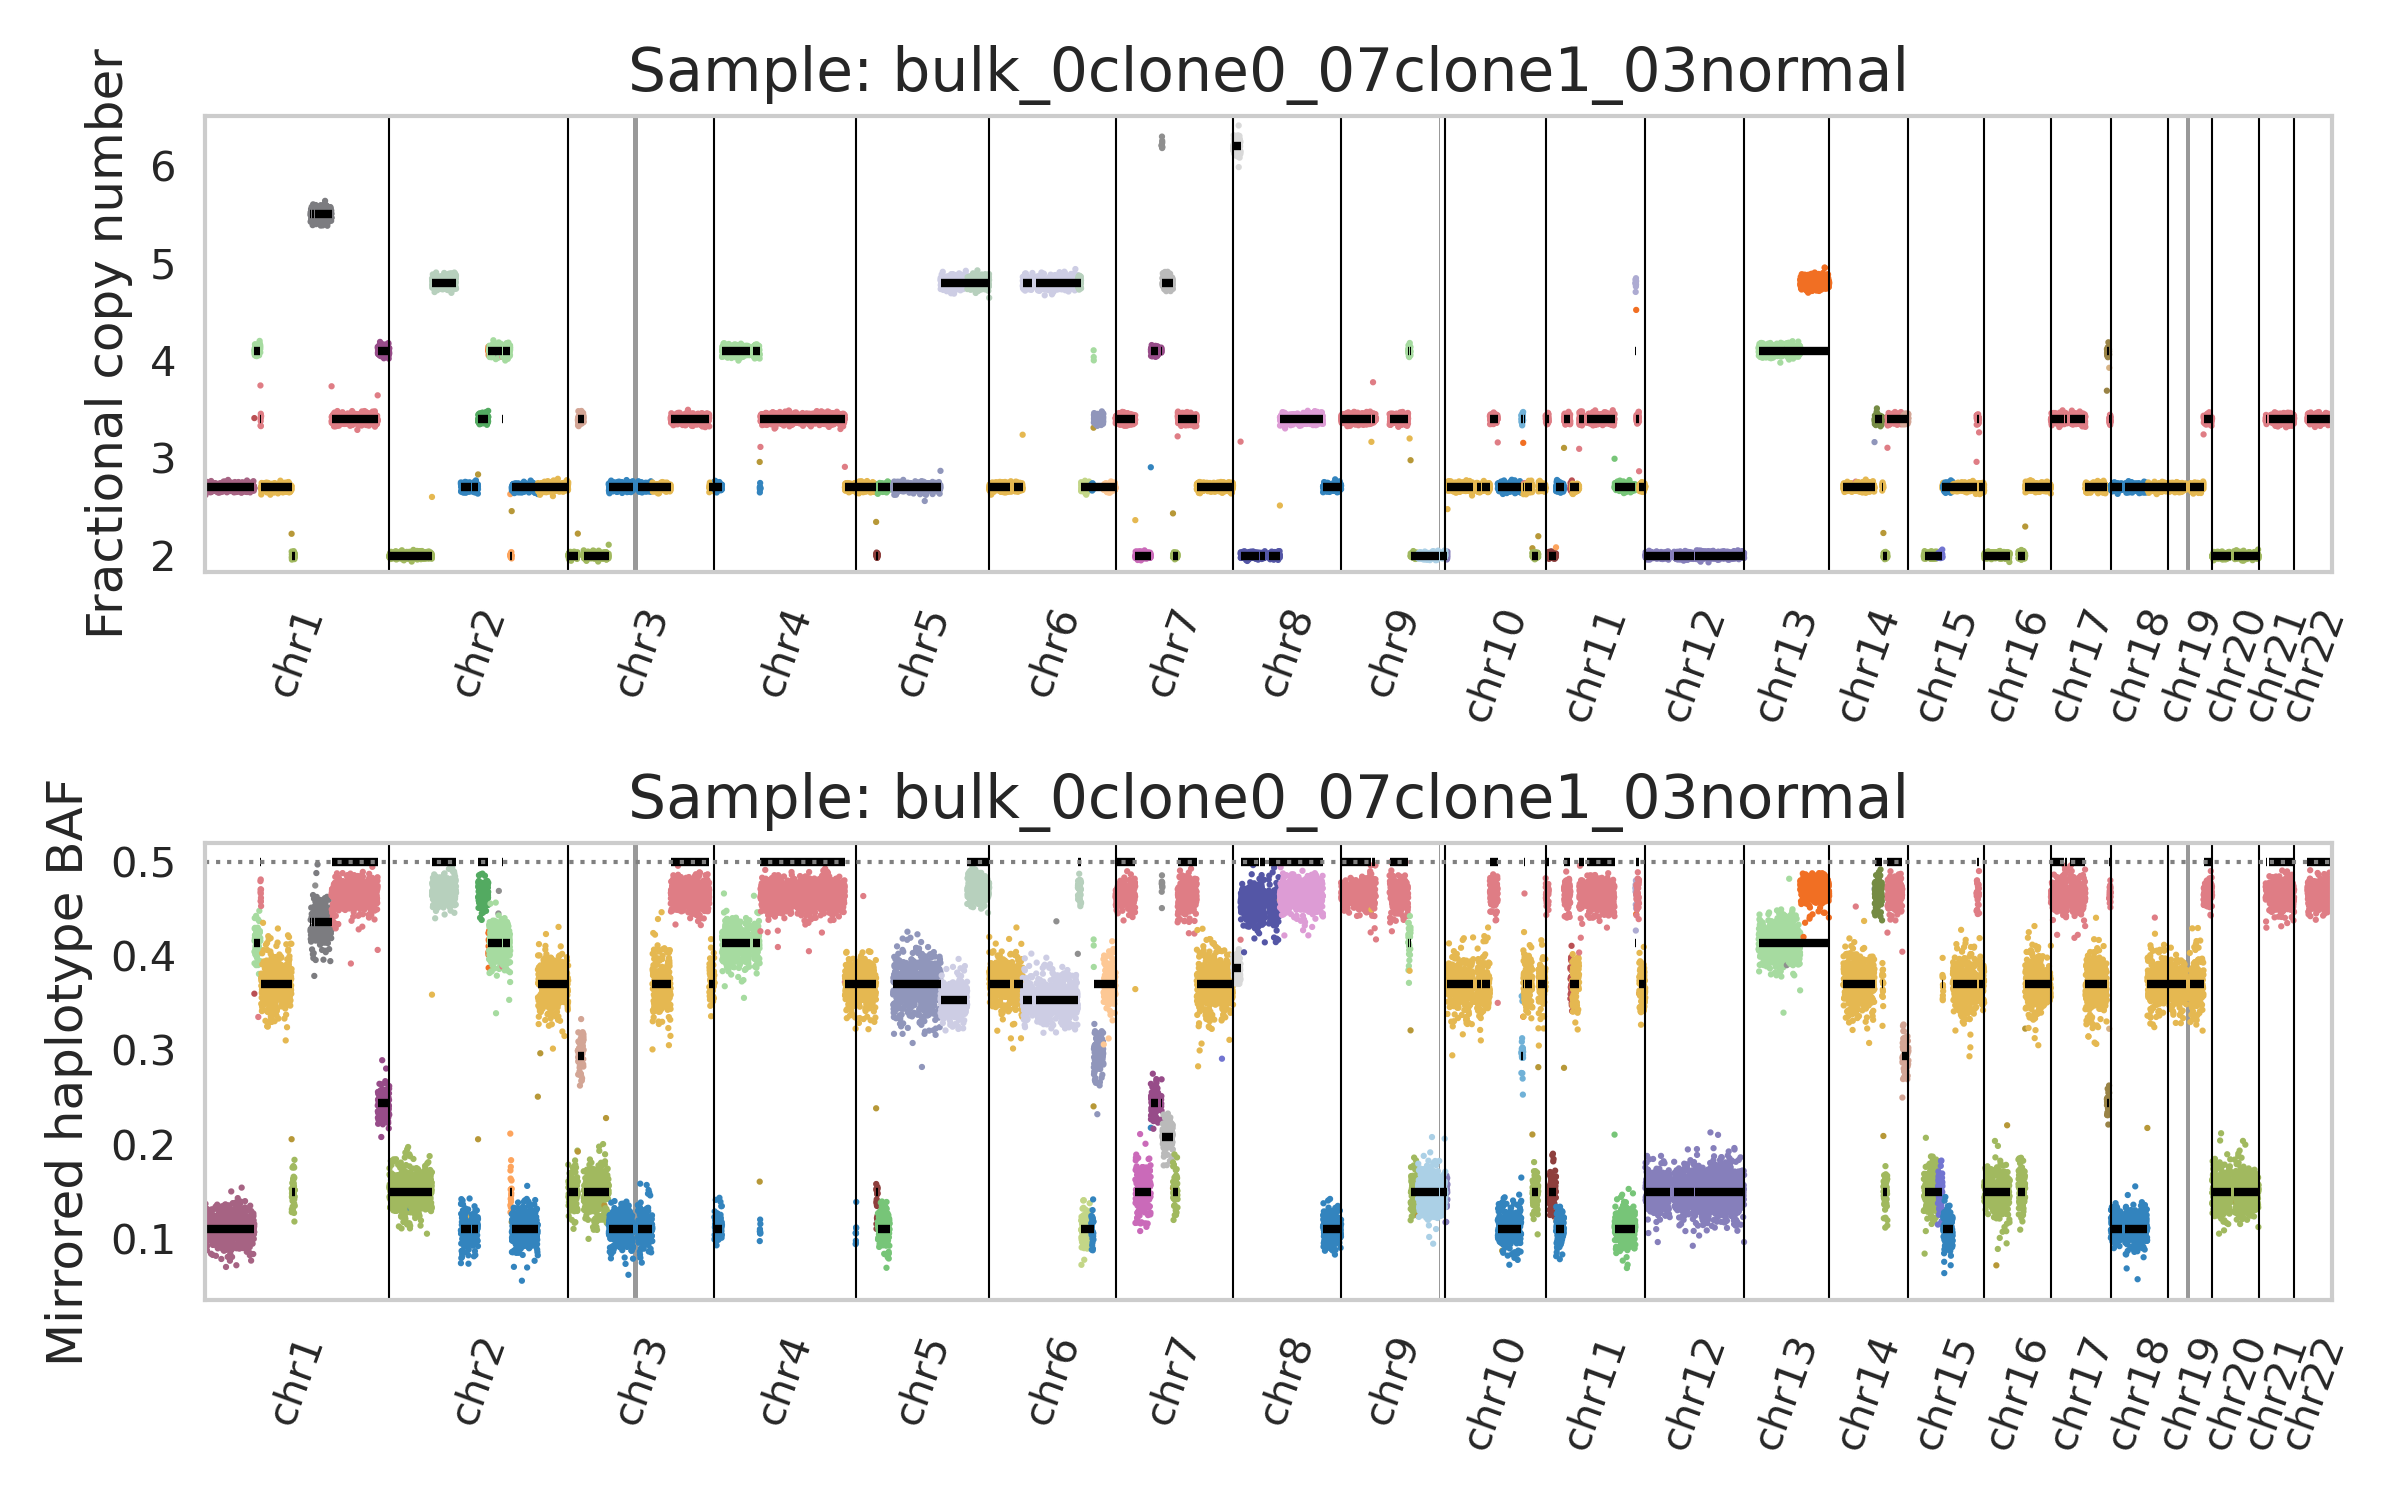 Sample: bulk_0clone0_07clone1_03normal
Fractional copy number
6
5
4
3
2
chr1 chr2 chr3 chr4 chr5 chr6 chr7 chr8 chr9 chr10 chr11 chr12 chr13 chr14 chr15 chr16 chr17 chr18 chr19 chr20 chr21 chr22
Sample: bulk_0clone0_07clone1_03normal
Mirrored haplotype BAF
0.5
0.4
0.3
0.2
0.1
chr1 chr2 chr3 chr4 chr5 chr6 chr7 chr8 chr9 chr10 chr11 chr12 chr13 chr14 chr15 chr16 chr17 chr18 chr19 chr20 chr21 chr22